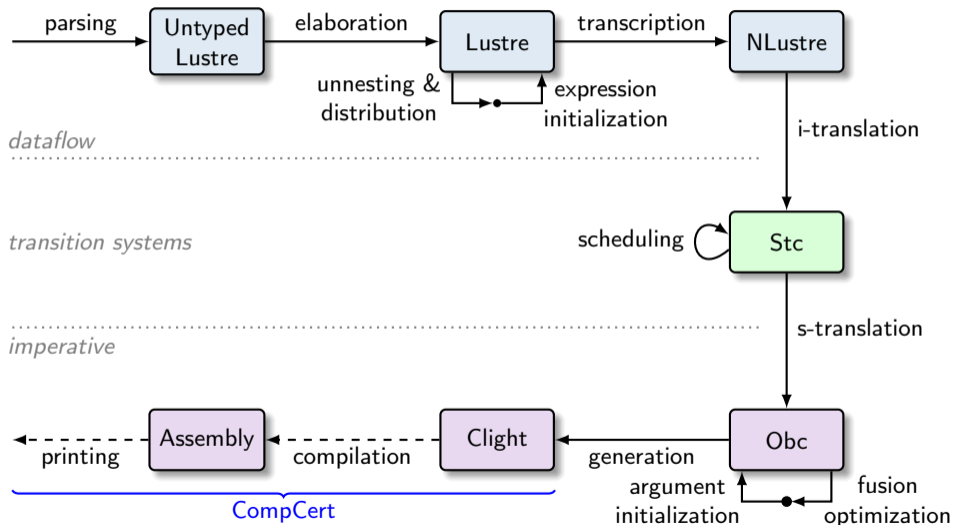 parsing
Untyped
Lustre
elaboration
Lustre
transcription
NLustre
unnesting &
distribution
expression
initialization
dataflow
i-translation
transition systems
scheduling
Stc
s-translation
imperative
Assembly
Clight
Obc
printing
compilation
generation
argument
initialization
fusion
optimization
CompCert